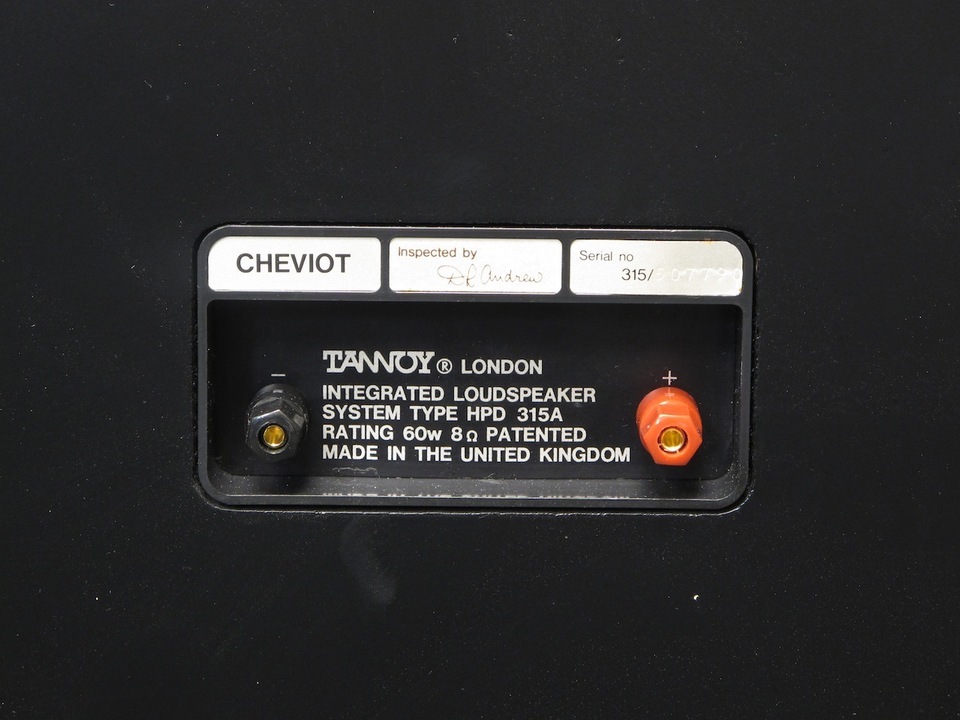 CHEVIOT
Inspected by
Serial no
315/
TANNOY® LONDON
INTEGRATED LOUDSPEAKER
SYSTEM TYPE HPD 315A
RATING 60w 8Ω PATENTED
MADE IN THE UNITED KINGDOM
−
+